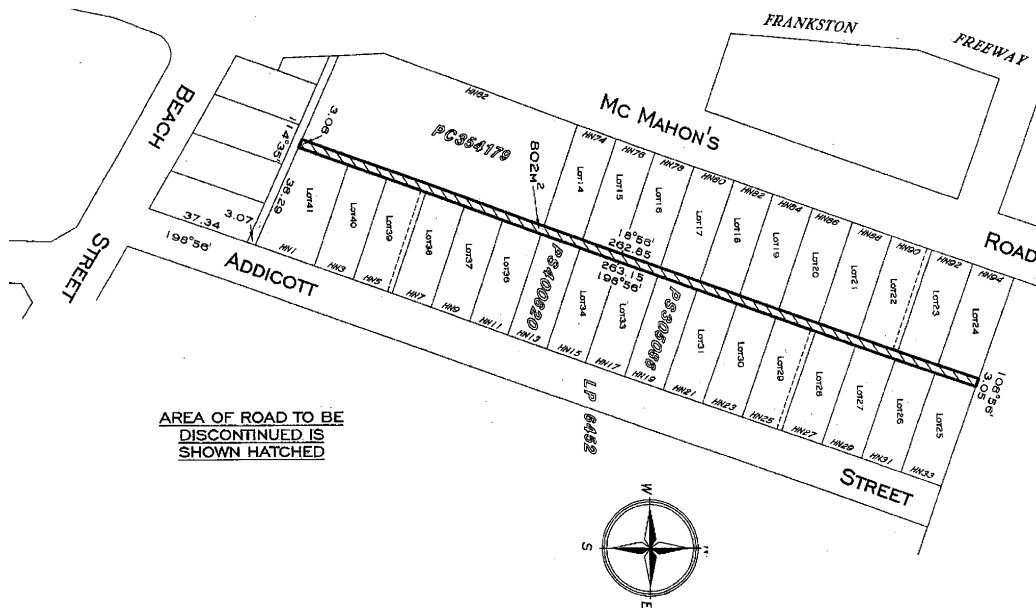 FRANKSTON
FREEWAY
BEACH
STREET
MC MAHON'S
ROAD
ADDICOTT
STREET
HN82
PC354179
802M²
HN74
HN76
HN78
HN80
HN82
HN84
HN86
HN88
HN90
HN92
HN94
LOT14
LOT15
LOT16
LOT17
LOT18
LOT19
LOT20
LOT21
LOT22
LOT23
LOT24
3.06
114°35'
38.29
3.07
37.34
198°56'
18°56'
262.85
263.15
198°56'
108°56'
3.05
LOT41
LOT40
LOT39
LOT38
LOT37
LOT36
PS400620
LOT34
LOT33
PS305066
LOT31
LOT30
LOT29
LOT28
LOT27
LOT26
LOT25
HN1
HN3
HN5
HN7
HN9
HN11
HN13
HN15
HN17
HN19
HN21
HN23
HN25
HN27
HN29
HN31
HN33
LP 6452
AREA OF ROAD TO BE
DISCONTINUED IS
SHOWN HATCHED
W
S
E